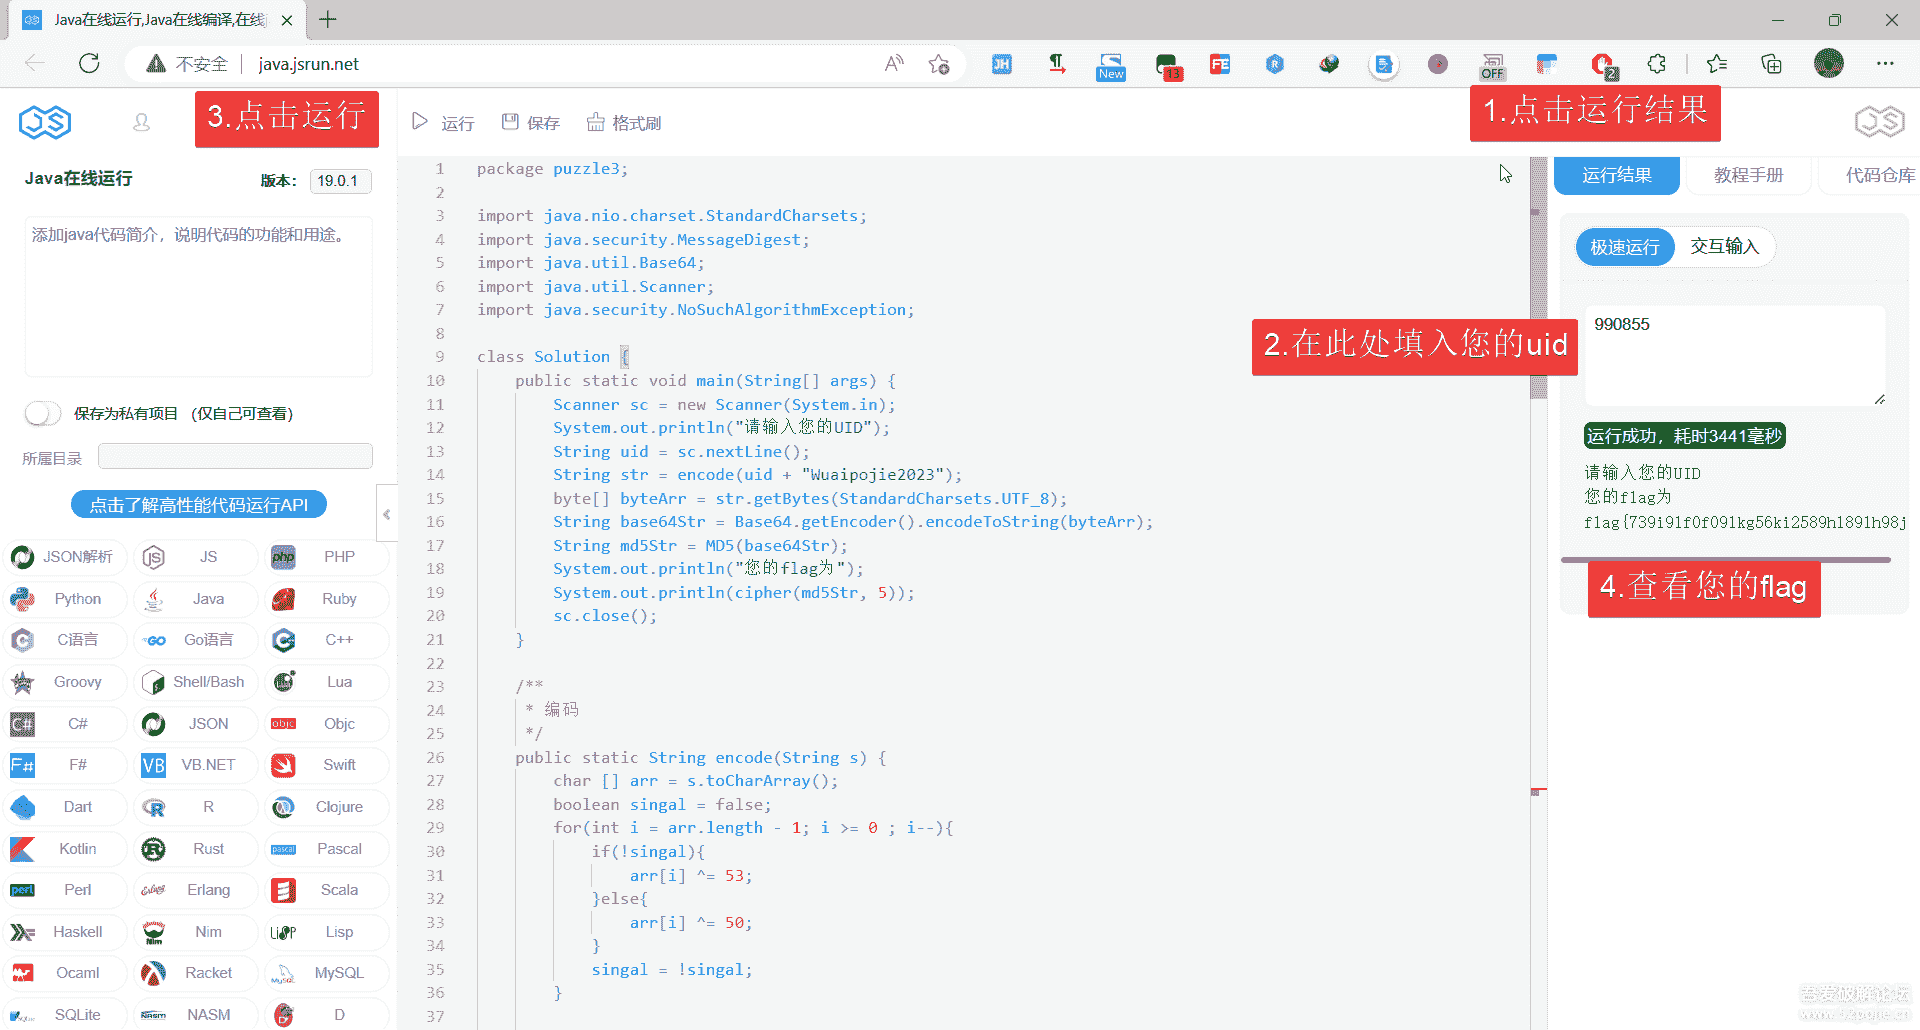 Java在线运行,Java在线编译,在线
不安全
java.jsrun.net
JH
New
13
FE
R
OFF
2
JS
3.点击运行
运行
保存
格式刷
1.点击运行结果
JS
Java在线运行
版本：
19.0.1
添加java代码简介，说明代码的功能和用途。
保存为私有项目 （仅自己可查看）
所属目录
点击了解高性能代码运行API
JSON解析
JS
PHP
Python
Java
Ruby
C语言
Go语言
C++
Groovy
Shell/Bash
Lua
C#
JSON
Objc
F#
VB.NET
Swift
Dart
R
Clojure
Kotlin
Rust
Pascal
Perl
Erlang
Scala
Haskell
Nim
Lisp
Ocaml
Racket
MySQL
SQLite
NASM
D
1 package puzzle3;
2
3 import java.nio.charset.StandardCharsets;
4 import java.security.MessageDigest;
5 import java.util.Base64;
6 import java.util.Scanner;
7 import java.security.NoSuchAlgorithmException;
8
9 class Solution {
10 public static void main(String[] args) {
11 Scanner sc = new Scanner(System.in);
12 System.out.println("请输入您的UID");
13 String uid = sc.nextLine();
14 String str = encode(uid + "Wuaipojie2023");
15 byte[] byteArr = str.getBytes(StandardCharsets.UTF_8);
16 String base64Str = Base64.getEncoder().encodeToString(byteArr);
17 String md5Str = MD5(base64Str);
18 System.out.println("您的flag为");
19 System.out.println(cipher(md5Str, 5));
20 sc.close();
21 }
22
23 /**
24 * 编码
25 */
26 public static String encode(String s) {
27 char [] arr = s.toCharArray();
28 boolean singal = false;
29 for(int i = arr.length - 1; i >= 0 ; i--){
30 if(!singal){
31 arr[i] ^= 53;
32 }else{
33 arr[i] ^= 50;
34 }
35 singal = !singal;
36 }
37
运行结果
教程手册
代码仓库
极速运行
交互输入
990855
2.在此处填入您的uid
运行成功，耗时3441毫秒
请输入您的UID
您的flag为
flag{739i9lf0f09lkg56ki2589hl89lh98j
4.查看您的flag
吾爱破解论坛
www.52pojie.cn